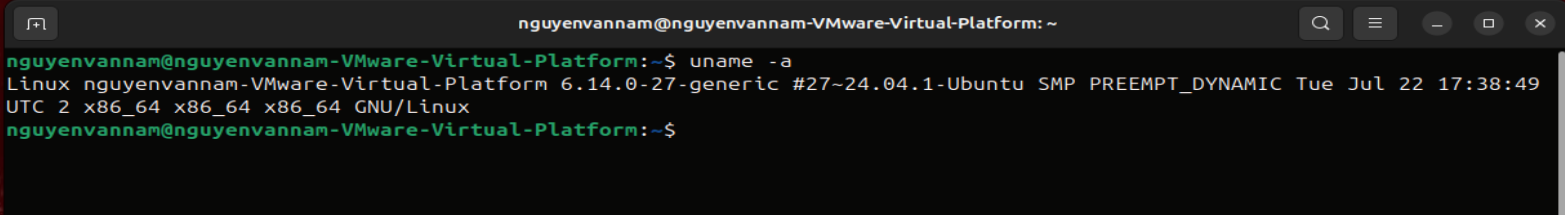 nguyenvannam@nguyenvannam-VMware-Virtual-Platform: ~
nguyenvannam@nguyenvannam-VMware-Virtual-Platform:~$ uname -a
Linux nguyenvannam-VMware-Virtual-Platform 6.14.0-27-generic #27~24.04.1-Ubuntu SMP PREEMPT_DYNAMIC Tue Jul 22 17:38:49
UTC 2 x86_64 x86_64 x86_64 GNU/Linux
nguyenvannam@nguyenvannam-VMware-Virtual-Platform:~$